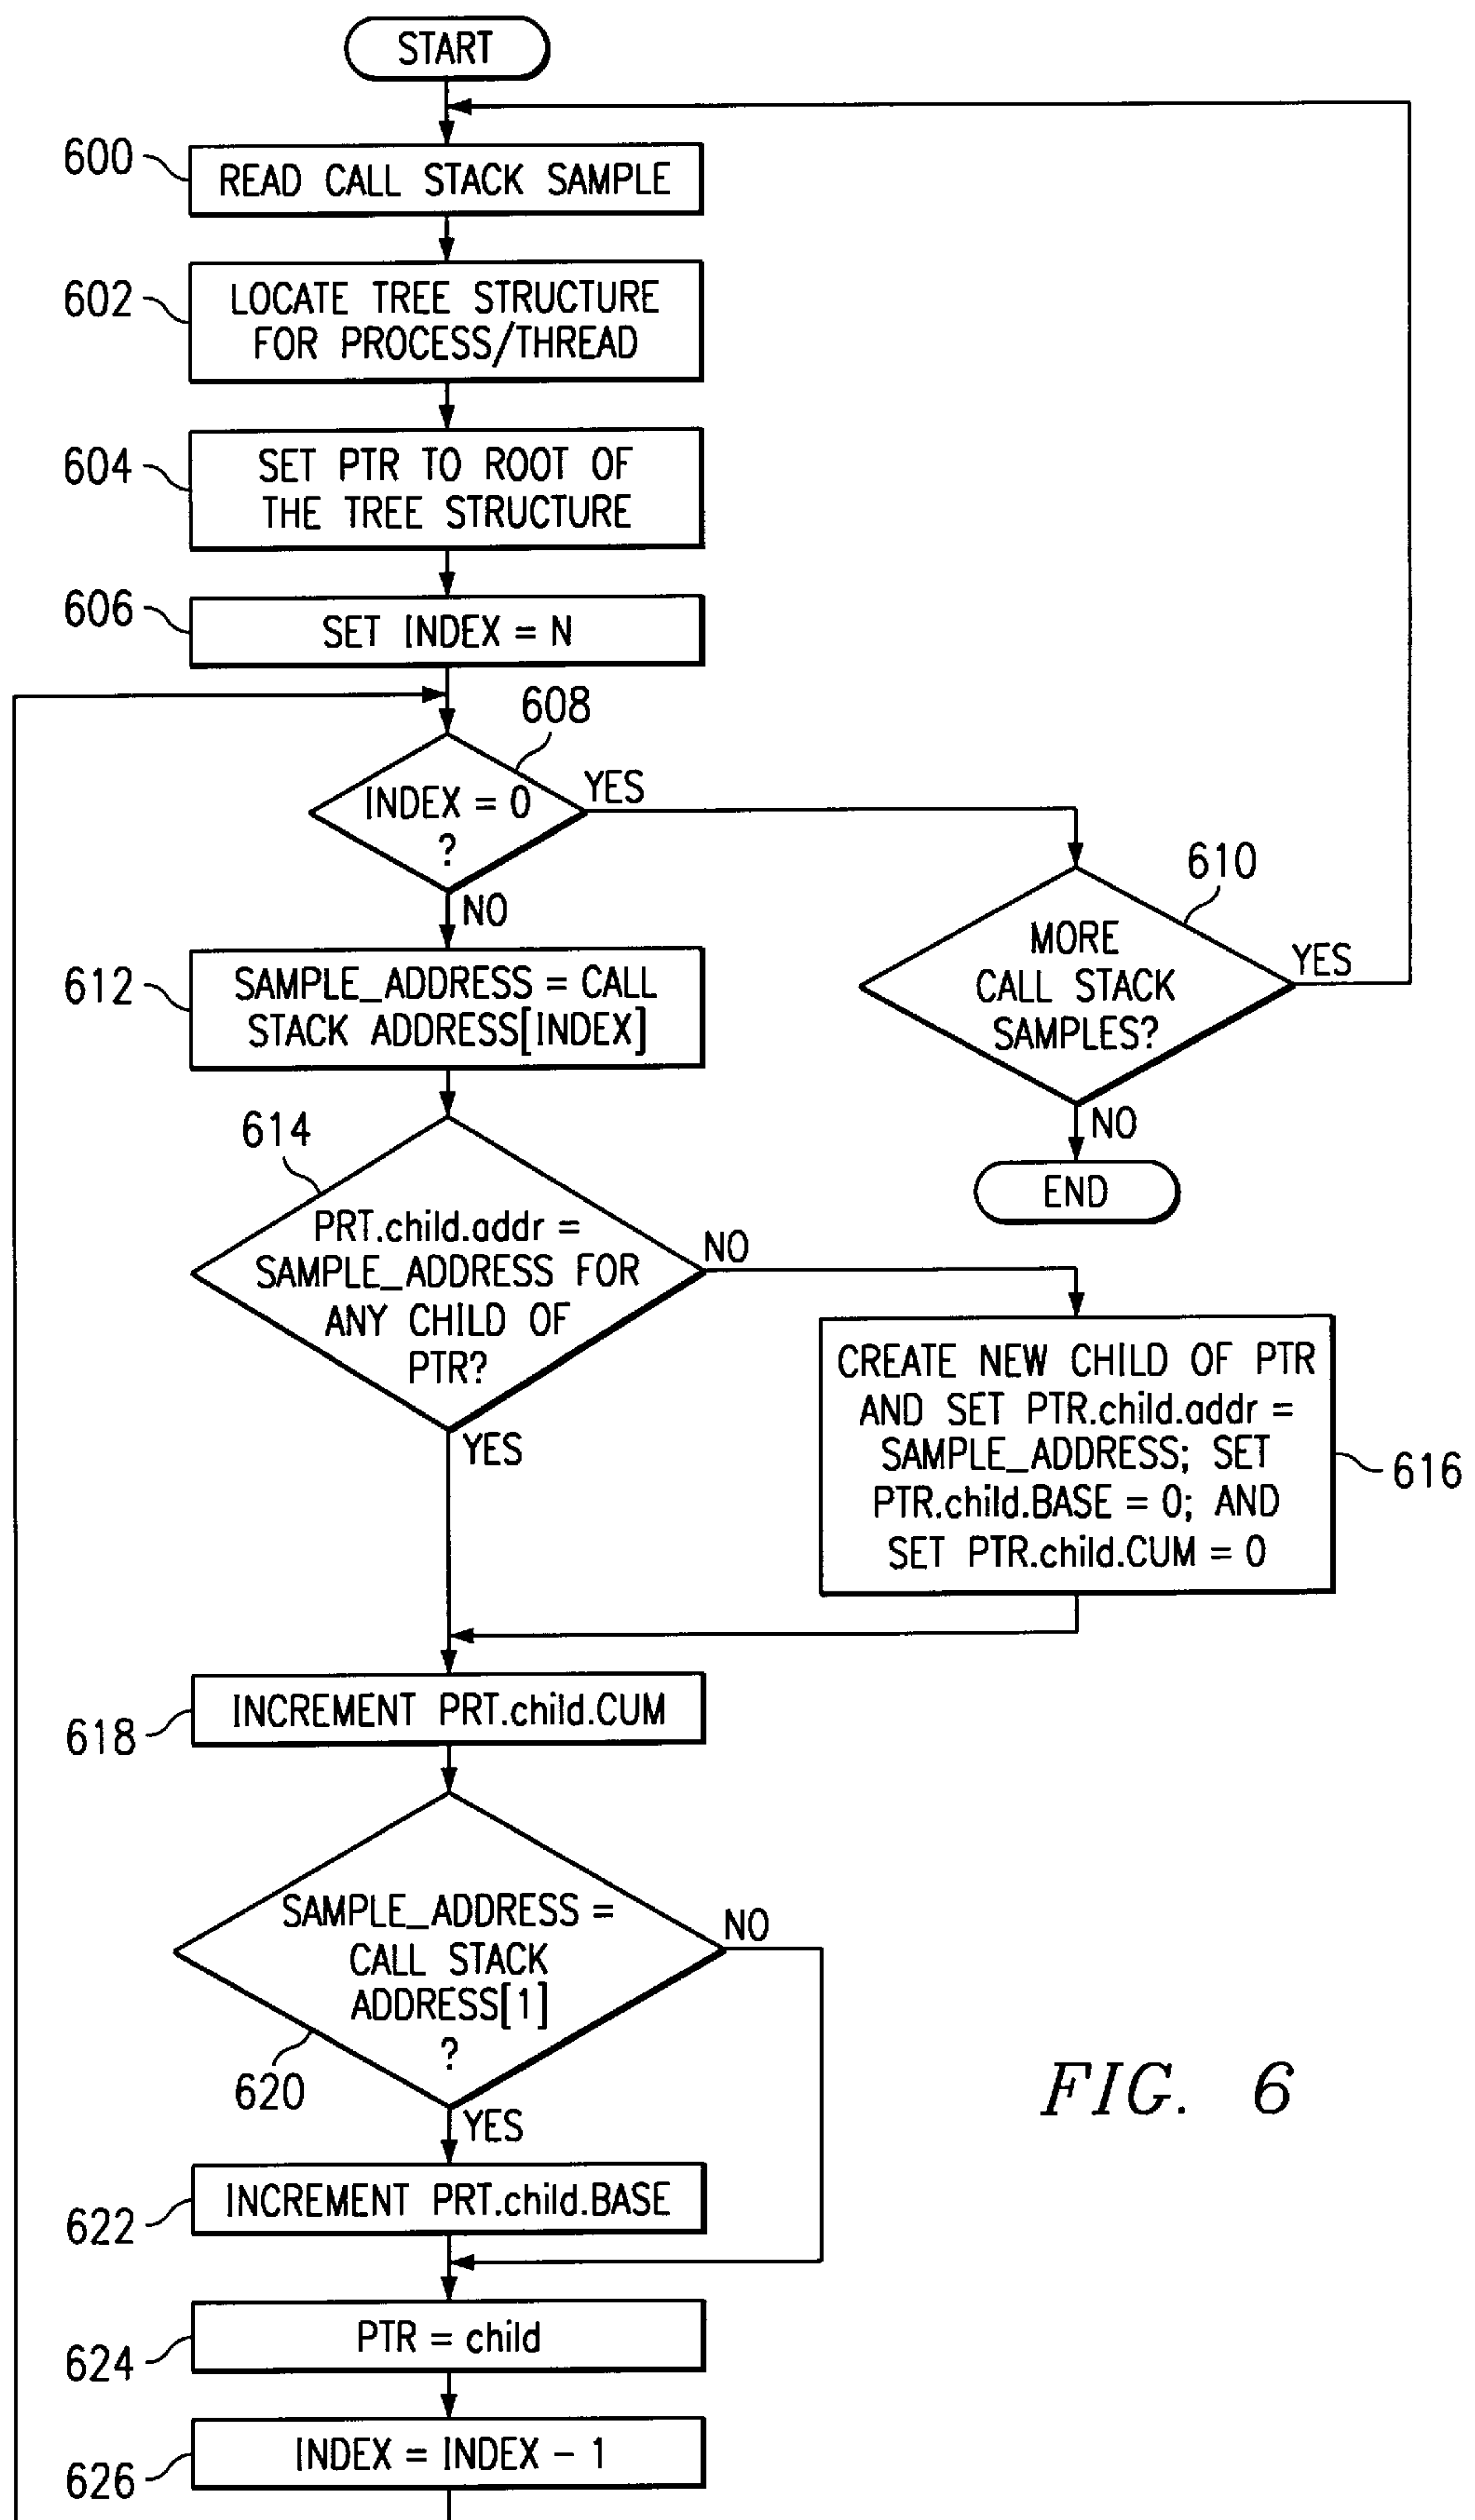 START
600
READ CALL STACK SAMPLE
602
LOCATE TREE STRUCTURE
FOR PROCESS/THREAD
604
SET PTR TO ROOT OF
THE TREE STRUCTURE
606
SET INDEX = N
608
INDEX = 0
?
YES
NO
610
MORE
CALL STACK
SAMPLES?
YES
NO
END
612
SAMPLE_ADDRESS = CALL
STACK ADDRESS[INDEX]
614
PRT.child.addr =
SAMPLE_ADDRESS FOR
ANY CHILD OF
PTR?
NO
YES
CREATE NEW CHILD OF PTR
AND SET PTR.child.addr =
SAMPLE_ADDRESS; SET
PTR.child.BASE = 0; AND
SET PTR.child.CUM = 0
616
618
INCREMENT PRT.child.CUM
SAMPLE_ADDRESS =
CALL STACK
ADDRESS[1]
?
620
NO
YES
622
INCREMENT PRT.child.BASE
624
PTR = child
626
INDEX = INDEX - 1
FIG. 6